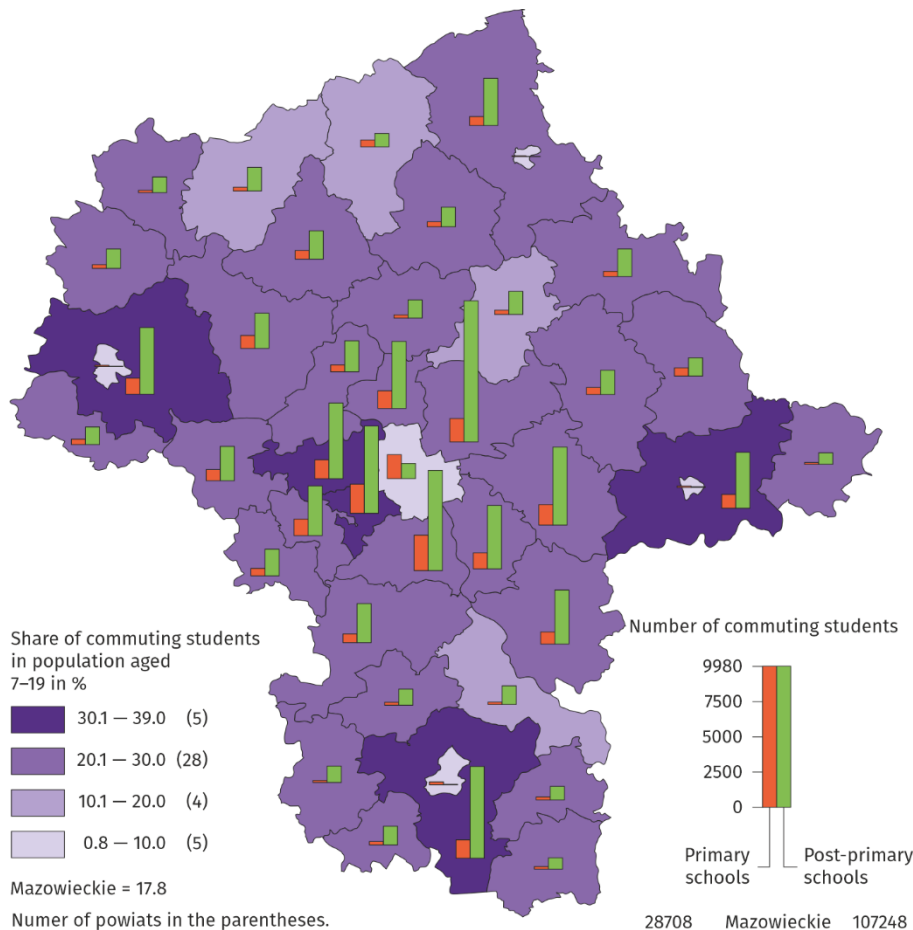 Share of commuting students
in population aged
7–19 in %
30.1 — 39.0 (5)
20.1 — 30.0 (28)
10.1 — 20.0 (4)
0.8 — 10.0 (5)
Mazowieckie = 17.8
Numer of powiats in the parentheses.
Number of commuting students
9980
7500
5000
2500
0
Primary
schools
Post-primary
schools
28708 Mazowieckie 107248